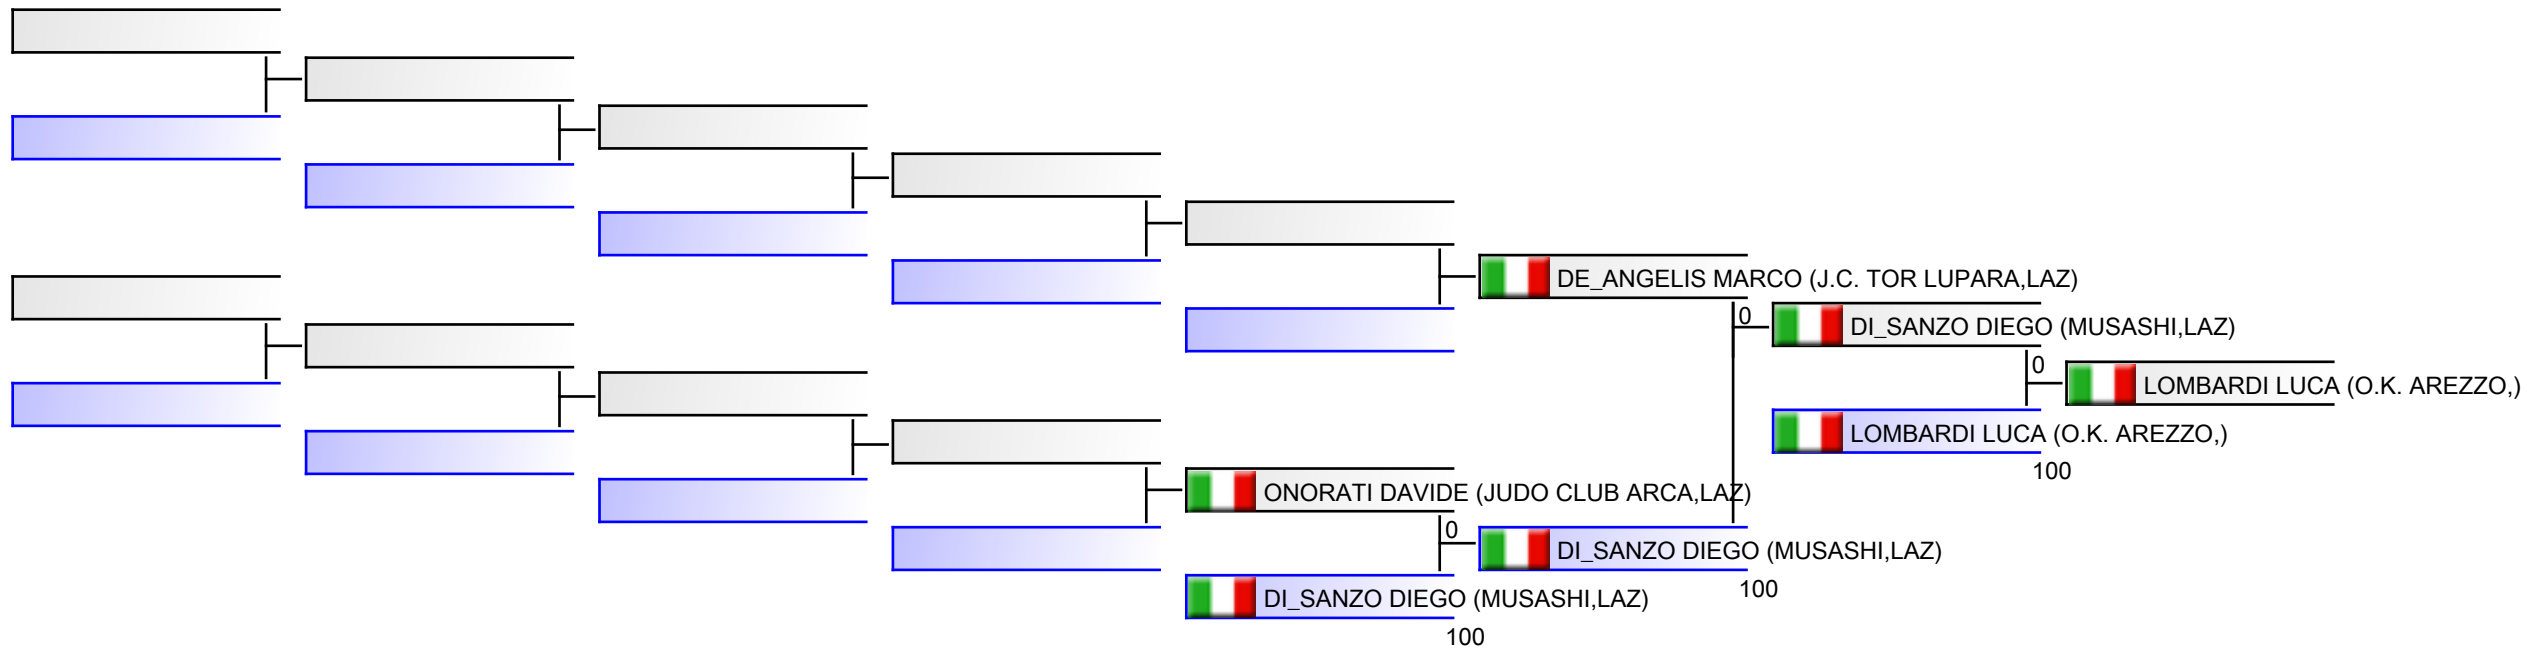 DE_ANGELIS MARCO (J.C. TOR LUPARA,LAZ)
0
DI_SANZO DIEGO (MUSASHI,LAZ)
0
LOMBARDI LUCA (O.K. AREZZO,)
LOMBARDI LUCA (O.K. AREZZO,)
100
ONORATI DAVIDE (JUDO CLUB ARCA,LAZ)
0
DI_SANZO DIEGO (MUSASHI,LAZ)
100
DI_SANZO DIEGO (MUSASHI,LAZ)
100